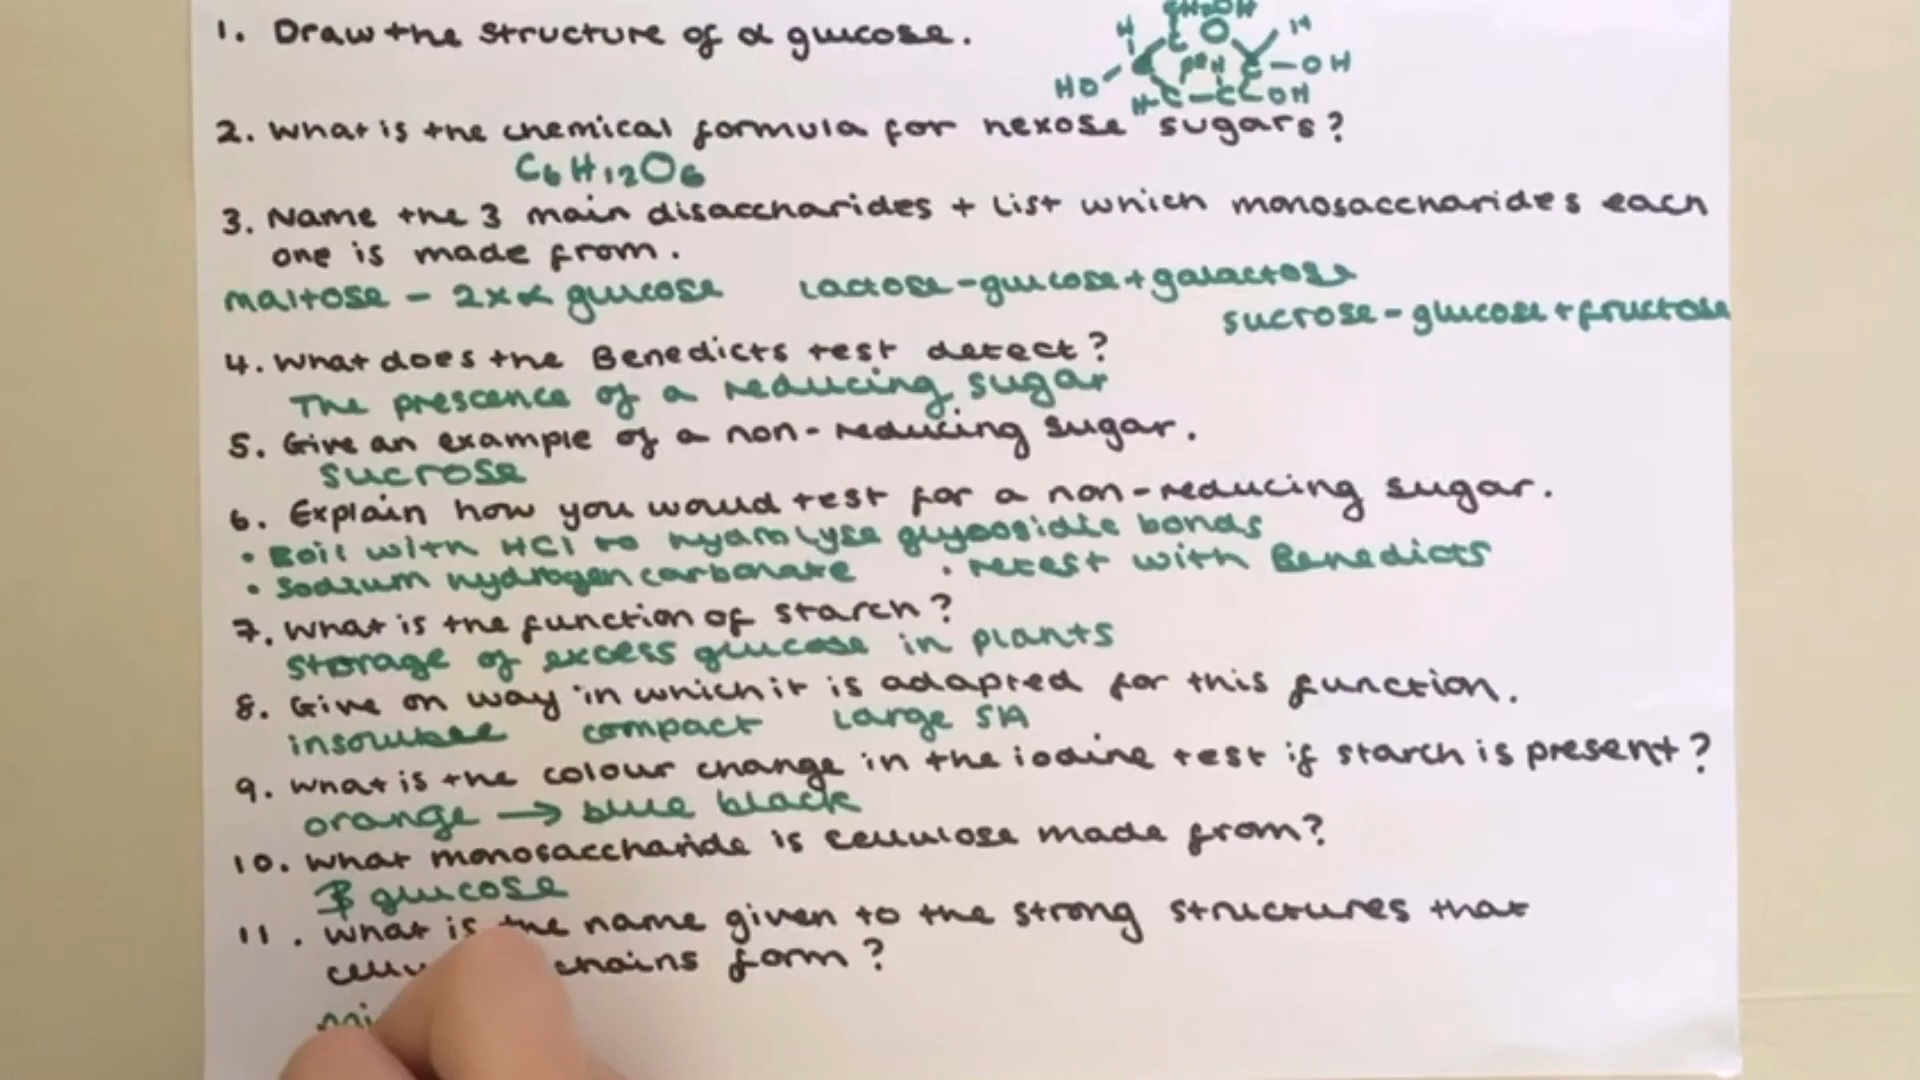 1. Draw the structure of α glucose.
CH2OH
H C O H
HO C OH C - OH
H-C-C OH
2. What is the chemical formula for hexose sugars?
C6H12O6
3. Name the 3 main disaccharides + list which monosaccharides each
one is made from.
maltose - 2x α glucose lactose - glucose + galactose
sucrose - glucose + fructose
4. What does the Benedicts test detect?
The prescence of a reducing sugar
5. Give an example of a non-reducing sugar.
sucrose
6. Explain how you would test for a non-reducing sugar.
• Boil with HCl to hydrolyse glycosidic bonds
• Sodium hydrogen carbonate • retest with Benedicts
7. What is the function of starch?
storage of excess glucose in plants
8. Give on way in which it is adapted for this function.
insoluble compact large SA
9. What is the colour change in the iodine test if starch is present?
orange → blue black
10. What monosaccharide is cellulose made from?
β glucose
11. What is the name given to the strong structures that
chains form?
mi